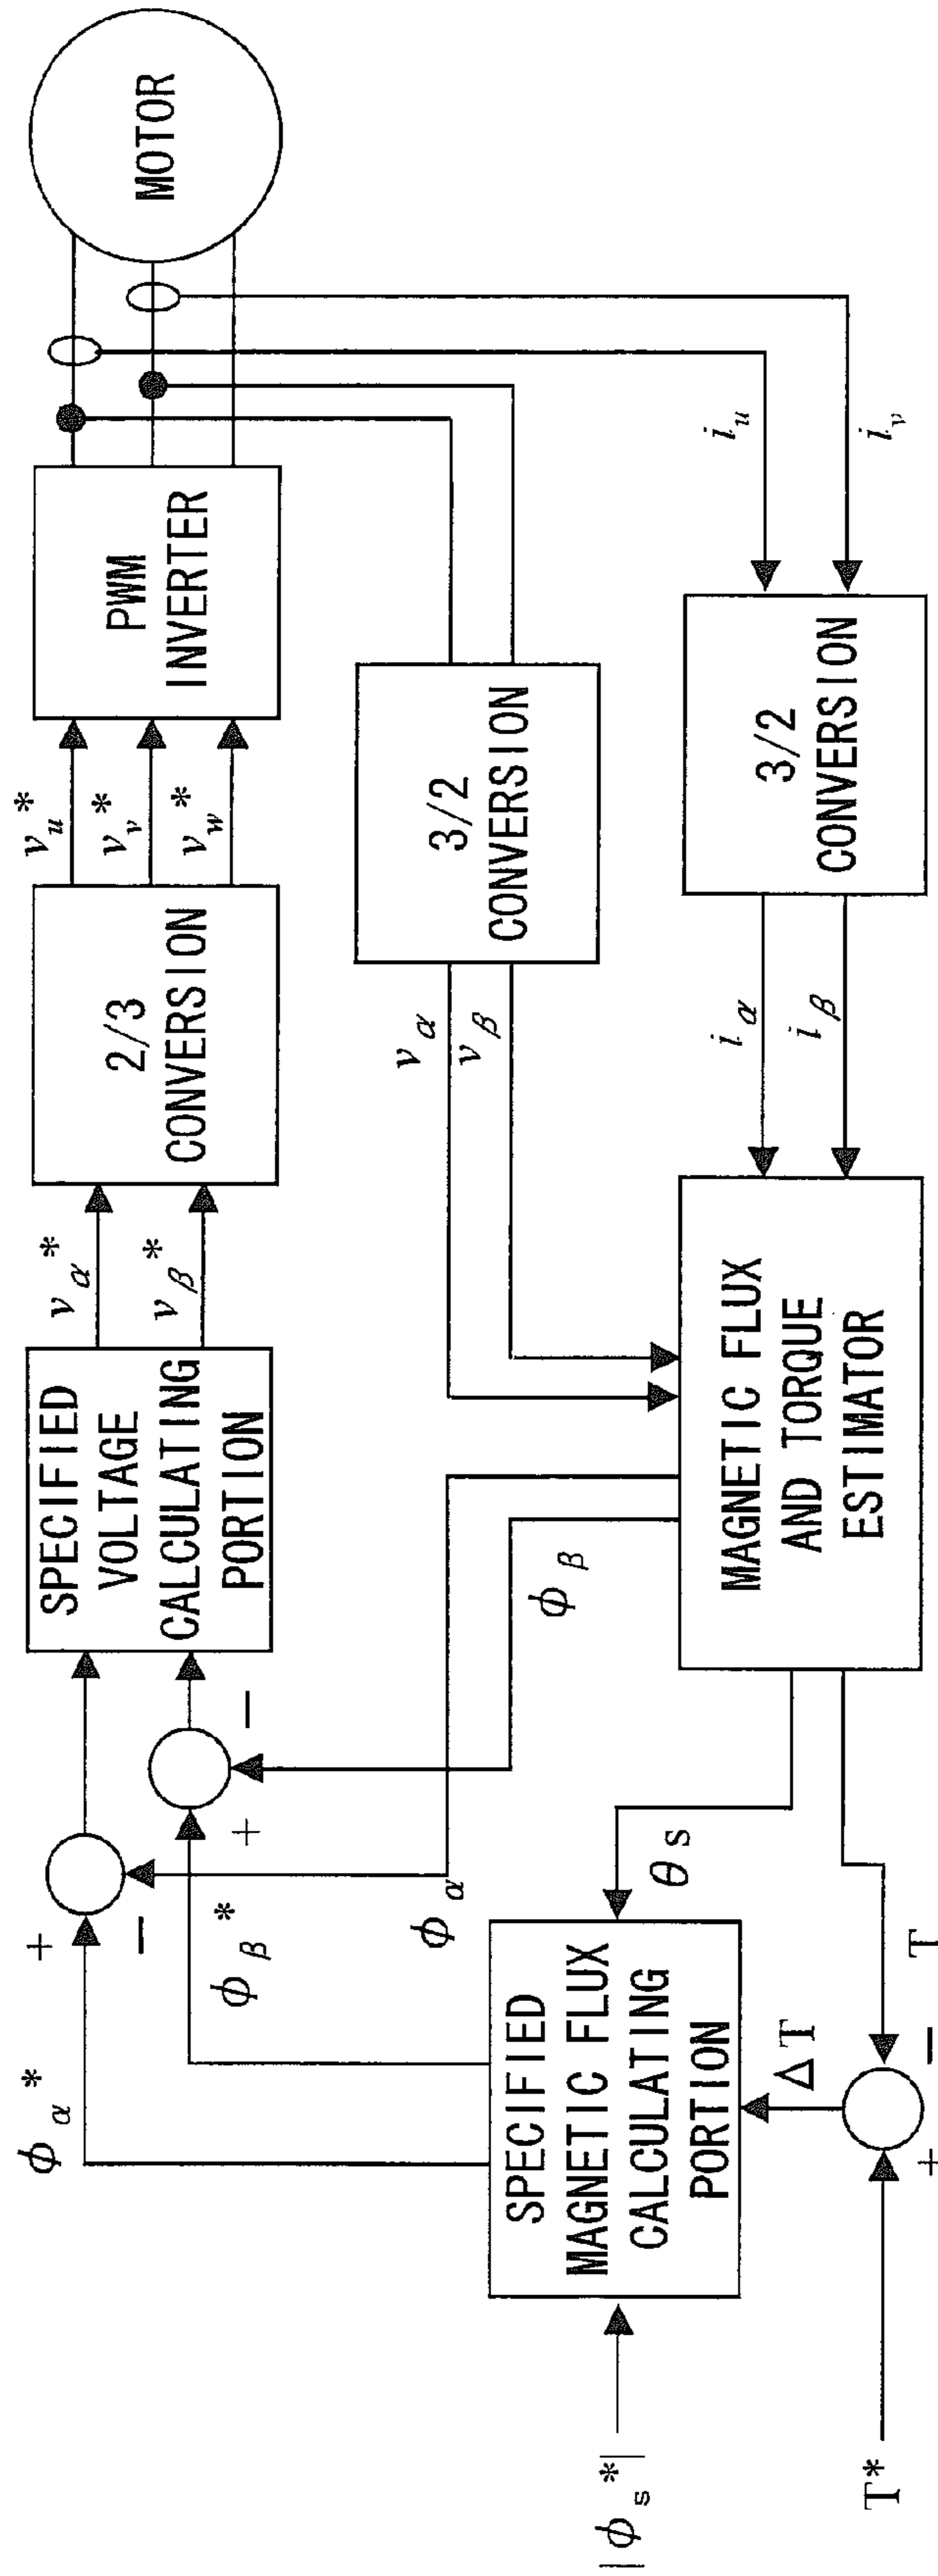 MOTOR
PWM
INVERTER
v_u*
v_v*
v_w*
2/3
CONVERSION
v_α*
v_β*
SPECIFIED
VOLTAGE
CALCULATING
PORTION
+
−
+
−
ϕ_α*
ϕ_β*
ϕ_α
ϕ_β
3/2
CONVERSION
v_α
v_β
i_u
i_v
3/2
CONVERSION
i_α
i_β
MAGNETIC FLUX
AND TORQUE
ESTIMATOR
θ_S
SPECIFIED
MAGNETIC FLUX
CALCULATING
PORTION
ΔT
T
−
+
|ϕ_s*|
T*